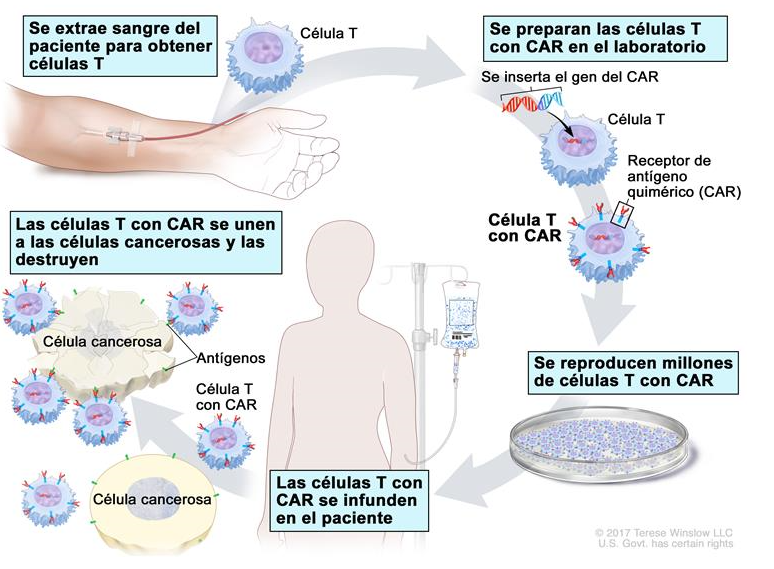 Se extrae sangre del
paciente para obtener
células T
Célula T
Se preparan las células T
con CAR en el laboratorio
Se inserta el gen del CAR
Célula T
Receptor de
antígeno
quimérico (CAR)
Célula T
con CAR
Se reproducen millones
de células T con CAR
Las células T con
CAR se infunden
en el paciente
Las células T con CAR se unen
a las células cancerosas y las
destruyen
Célula cancerosa
Antígenos
Célula T
con CAR
Célula cancerosa
© 2017 Terese Winslow LLC
U.S. Govt. has certain rights